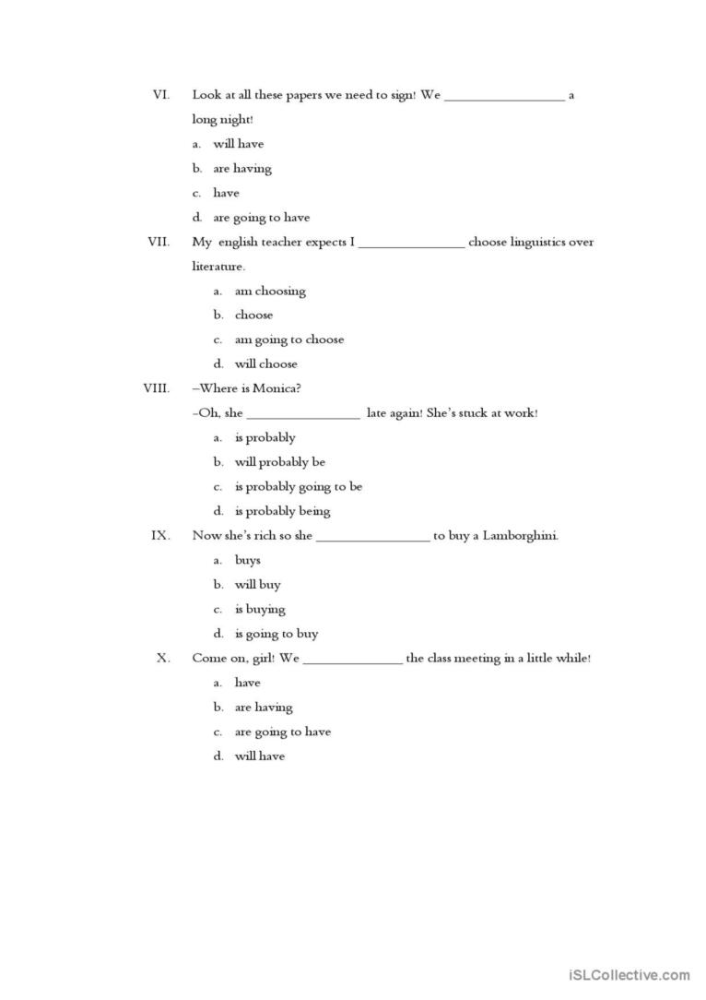 VI. Look at all these papers we need to sign! We __________________ a
long night!
a. will have
b. are having
c. have
d. are going to have
VII. My english teacher expects I ________________ choose linguistics over
literature.
a. am choosing
b. choose
c. am going to choose
d. will choose
VIII. –Where is Monica?
-Oh, she _________________ late again! She's stuck at work!
a. is probably
b. will probably be
c. is probably going to be
d. is probably being
IX. Now she's rich so she _________________ to buy a Lamborghini.
a. buys
b. will buy
c. is buying
d. is going to buy
X. Come on, girl! We _______________ the class meeting in a little while!
a. have
b. are having
c. are going to have
d. will have
iSLCollective.com